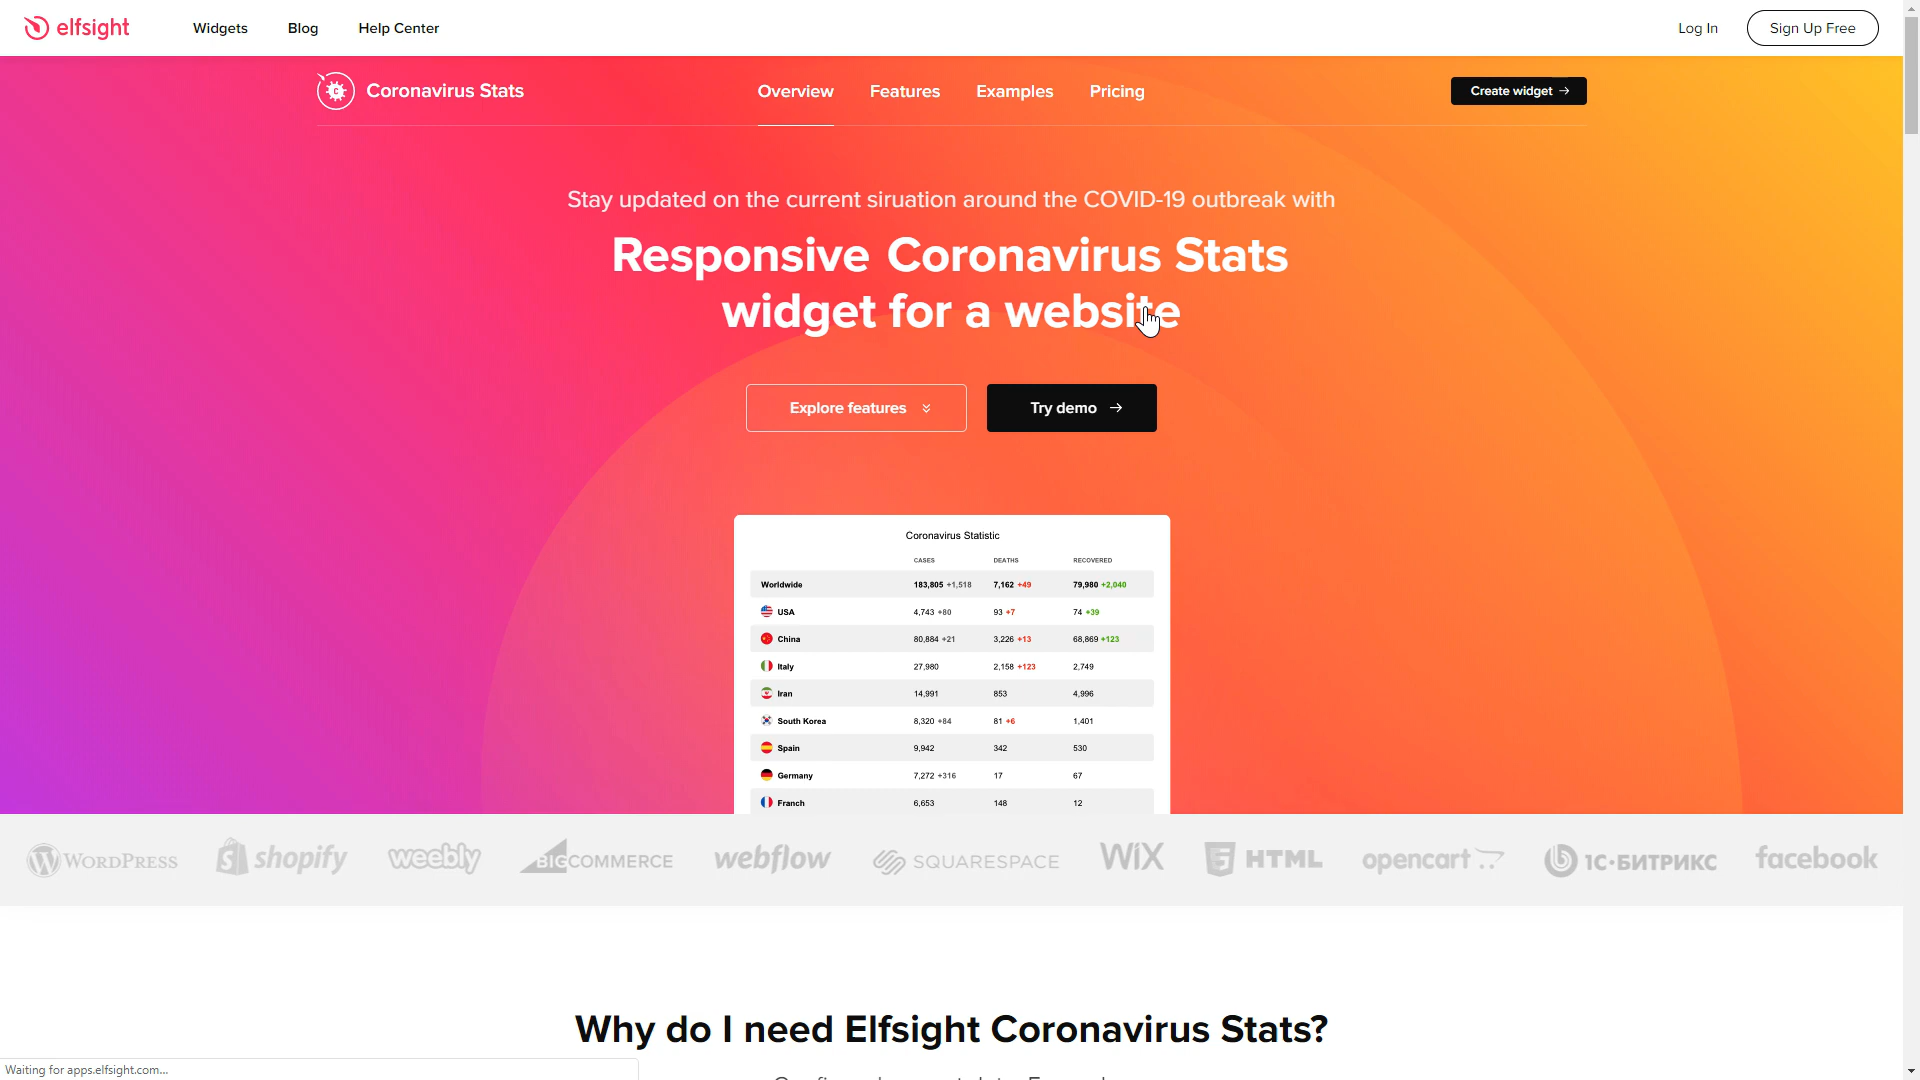 elfsight
Widgets Blog Help Center
Log In Sign Up Free
Coronavirus Stats
Overview Features Examples Pricing
Create widget →
Stay updated on the current siruation around the COVID-19 outbreak with
Responsive Coronavirus Stats
widget for a website
Explore features
Try demo →
Coronavirus Statistic
CASES DEATHS RECOVERED
Worldwide 183,805 +1,518 7,162 +49 79,980 +2,040
USA 4,743 +80 93 +7 74 +39
China 80,884 +21 3,226 +13 68,869 +123
Italy 27,980 2,158 +123 2,749
Iran 14,991 853 4,996
South Korea 8,320 +84 81 +6 1,401
Spain 9,942 342 530
Germany 7,272 +316 17 67
Franch 6,653 148 12
WORDPRESS shopify weebly BIGCOMMERCE webflow SQUARESPACE WiX HTML opencart 1С·БИТРИКС facebook
Why do I need Elfsight Coronavirus Stats?
Waiting for apps.elfsight.com...